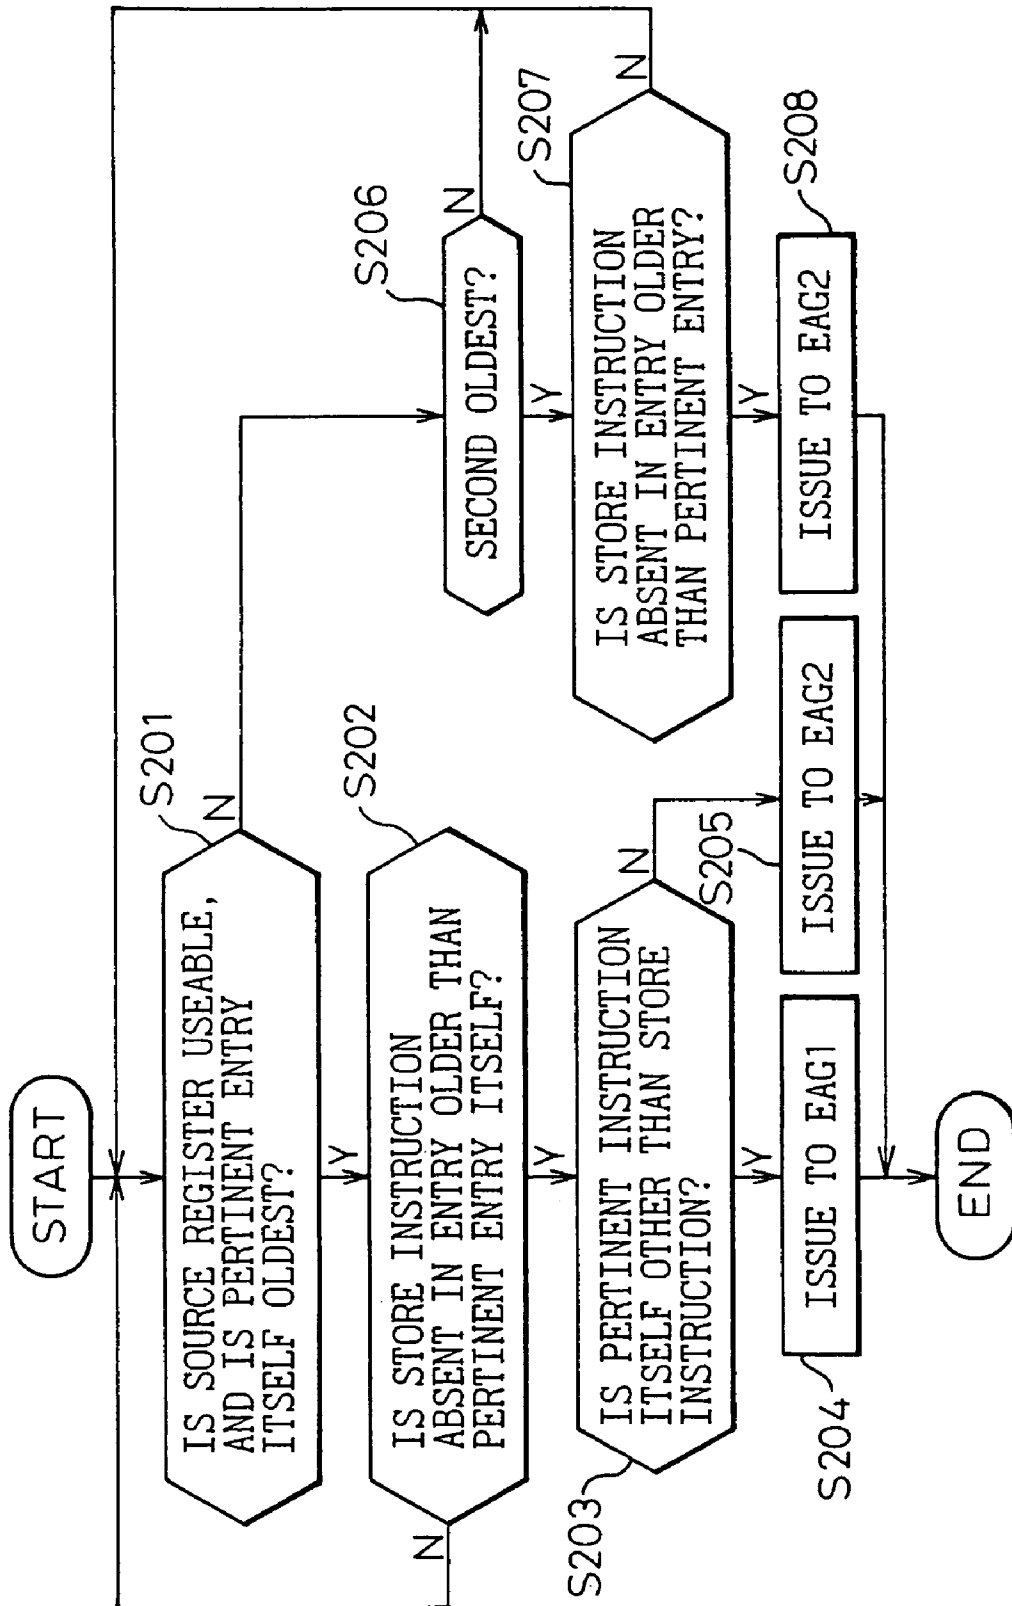 START
IS SOURCE REGISTER USEABLE,
AND IS PERTINENT ENTRY
ITSELF OLDEST?
S201
N
Y
IS STORE INSTRUCTION
ABSENT IN ENTRY OLDER THAN
PERTINENT ENTRY ITSELF?
S202
N
Y
IS PERTINENT INSTRUCTION
ITSELF OTHER THAN STORE
INSTRUCTION?
S203
N
Y
ISSUE TO EAG1
S204
ISSUE TO EAG2
S205
SECOND OLDEST?
S206
N
Y
IS STORE INSTRUCTION
ABSENT IN ENTRY OLDER
THAN PERTINENT ENTRY?
S207
N
Y
ISSUE TO EAG2
S208
END